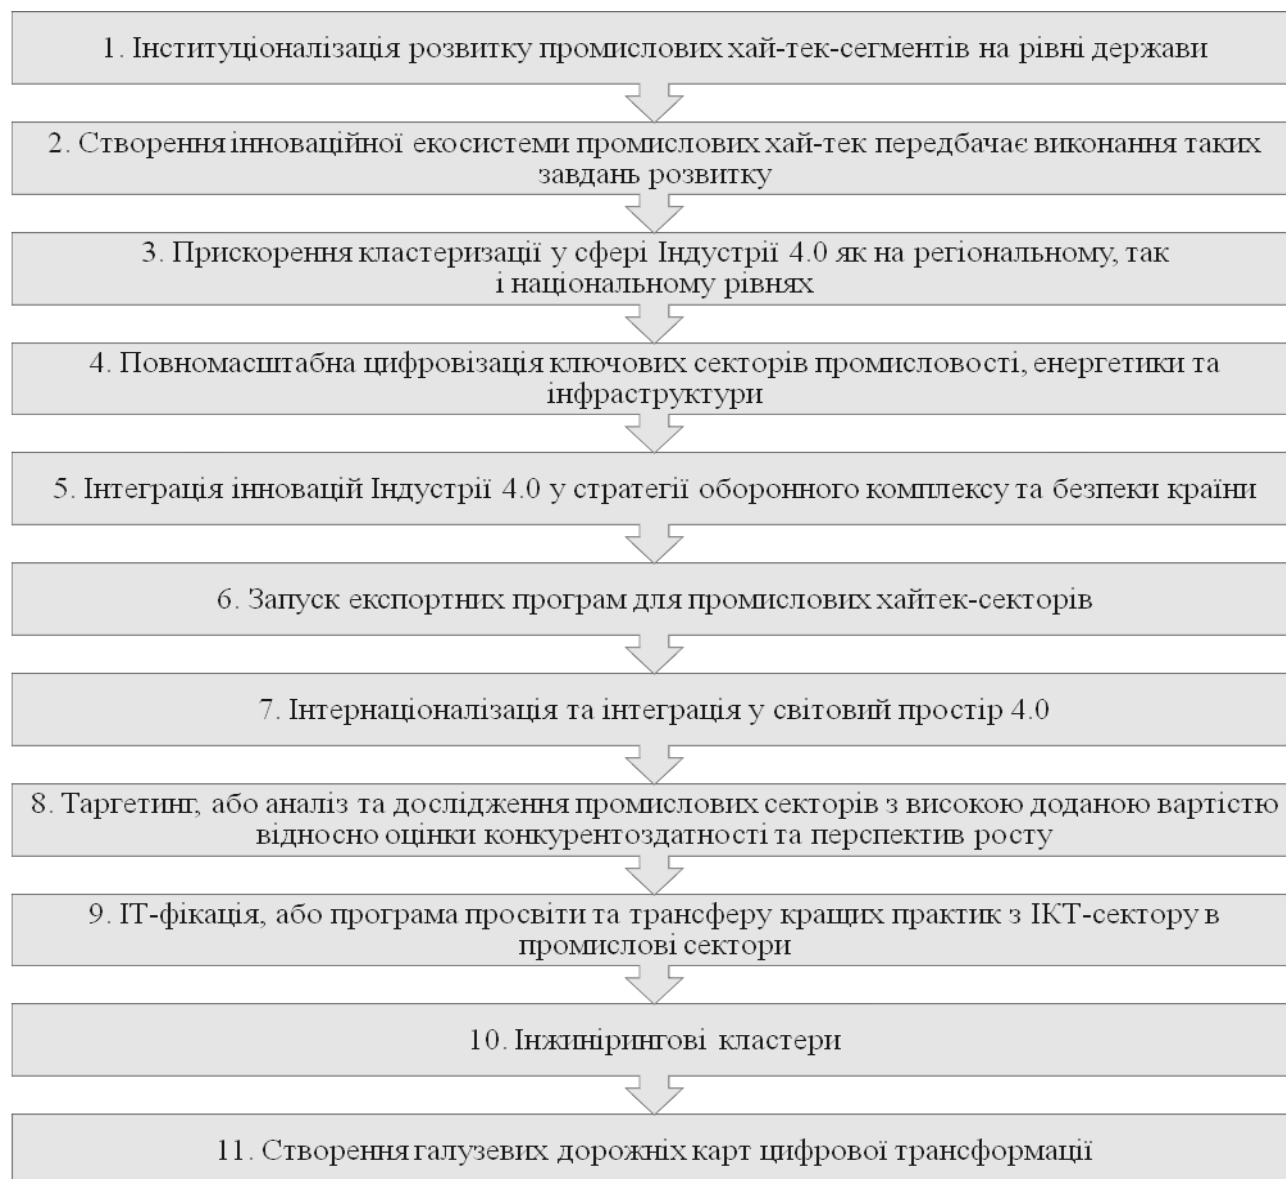 1. Інституціоналізація розвитку промислових хай-тек-сегментів на рівні держави
2. Створення інноваційної екосистеми промислових хай-тек передбачає виконання таких
завдань розвитку
3. Прискорення кластеризації у сфері Індустрії 4.0 як на регіональному, так
і національному рівнях
4. Повномасштабна цифровізація ключових секторів промисловості, енергетики та
інфраструктури
5. Інтеграція інновацій Індустрії 4.0 у стратегії оборонного комплексу та безпеки країни
6. Запуск експортних програм для промислових хайтек-секторів
7. Інтернаціоналізація та інтеграція у світовий простір 4.0
8. Таргетинг, або аналіз та дослідження промислових секторів з високою доданою вартістю
відносно оцінки конкурентоздатності та перспектив росту
9. ІТ-фікація, або програма просвіти та трансферу кращих практик з ІКТ-сектору в
промислові сектори
10. Інжинірингові кластери
11. Створення галузевих дорожніх карт цифрової трансформації